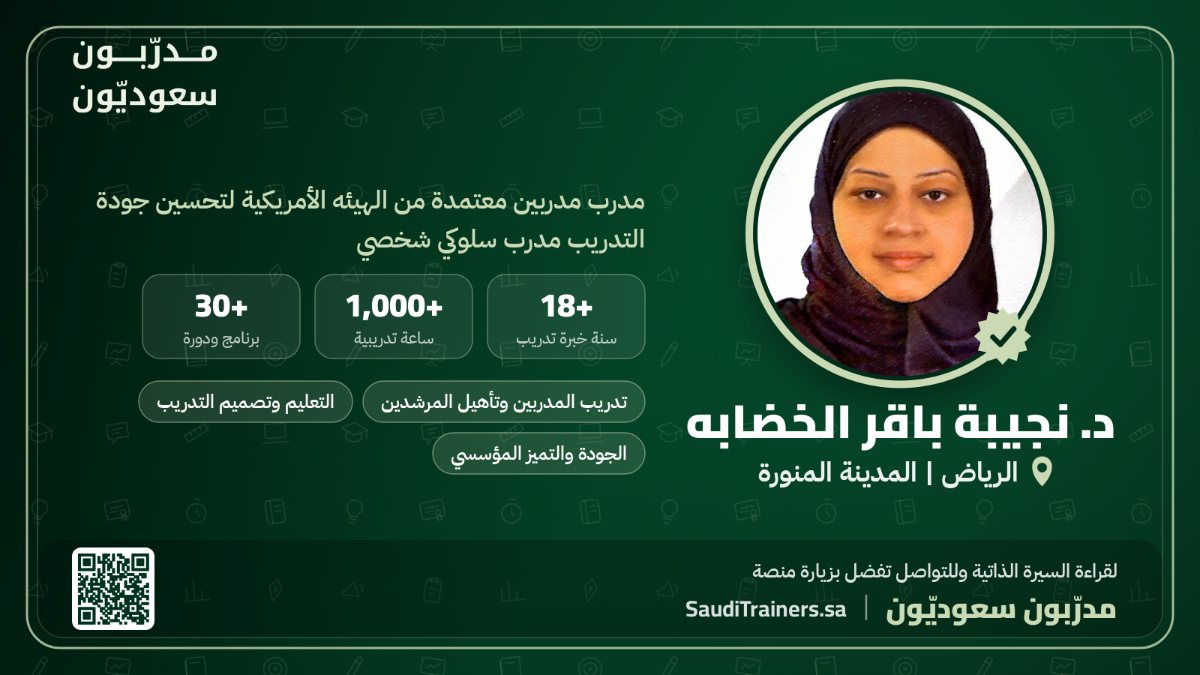 مــدرّبــون
سعوديّون
مدرب مدربين معتمدة من الهيئه الأمريكية لتحسين جودة
التدريب مدرب سلوكي شخصي
18+
سنة خبرة تدريب
1,000+
ساعة تدريبية
30+
برنامج ودورة
تدريب المدربين وتأهيل المرشدين
التعليم وتصميم التدريب
الجودة والتميز المؤسسي
د. نجيبة باقر الخضابه
الرياض | المدينة المنورة
لقراءة السيرة الذاتية وللتواصل تفضل بزيارة منصة
مدرّبون سعوديّون | SaudiTrainers.sa